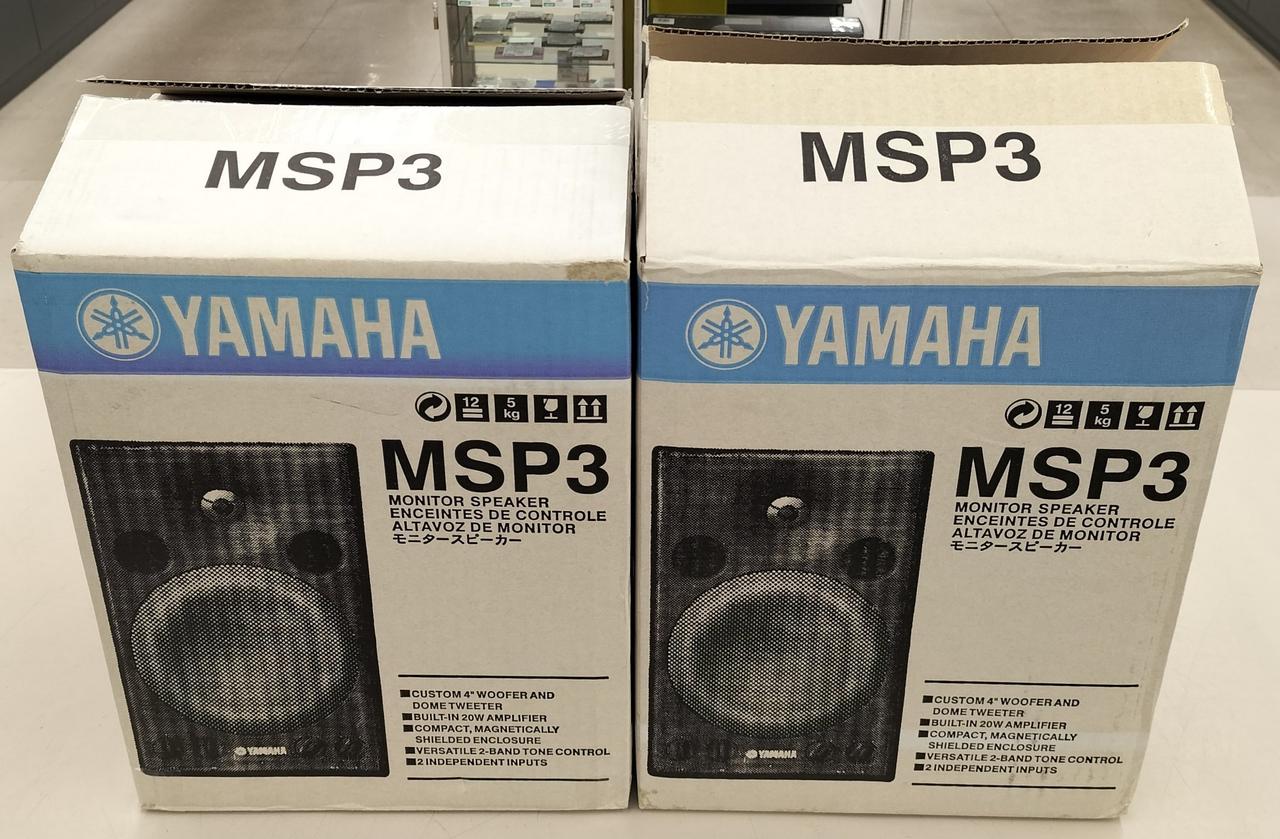 MSP3
YAMAHA
12
5
kg
MSP3
MONITOR SPEAKER
ENCEINTES DE CONTROLE
ALTAVOZ DE MONITOR
モニタースピーカー
■CUSTOM 4" WOOFER AND
DOME TWEETER
■BUILT-IN 20W AMPLIFIER
■COMPACT, MAGNETICALLY
SHIELDED ENCLOSURE
■VERSATILE 2-BAND TONE CONTROL
■2 INDEPENDENT INPUTS
YAMAHA
MSP3
YAMAHA
12
5
kg
MSP3
MONITOR SPEAKER
ENCEINTES DE CONTROLE
ALTAVOZ DE MONITOR
モニタースピーカー
■CUSTOM 4" WOOFER AND
DOME TWEETER
■BUILT-IN 20W AMPLIFIER
■COMPACT, MAGNETICALLY
SHIELDED ENCLOSURE
■VERSATILE 2-BAND TONE CONTROL
■2 INDEPENDENT INPUTS
YAMAHA